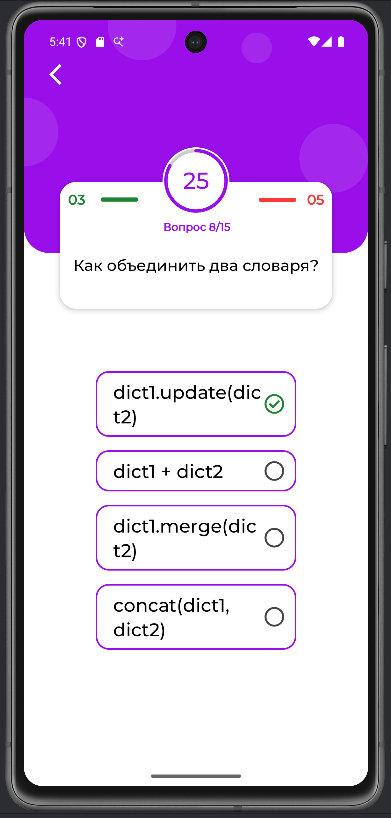 5:41
25
03
05
Вопрос 8/15
Как объединить два словаря?
dict1.update(dic
t2)
dict1 + dict2
dict1.merge(dic
t2)
concat(dict1,
dict2)